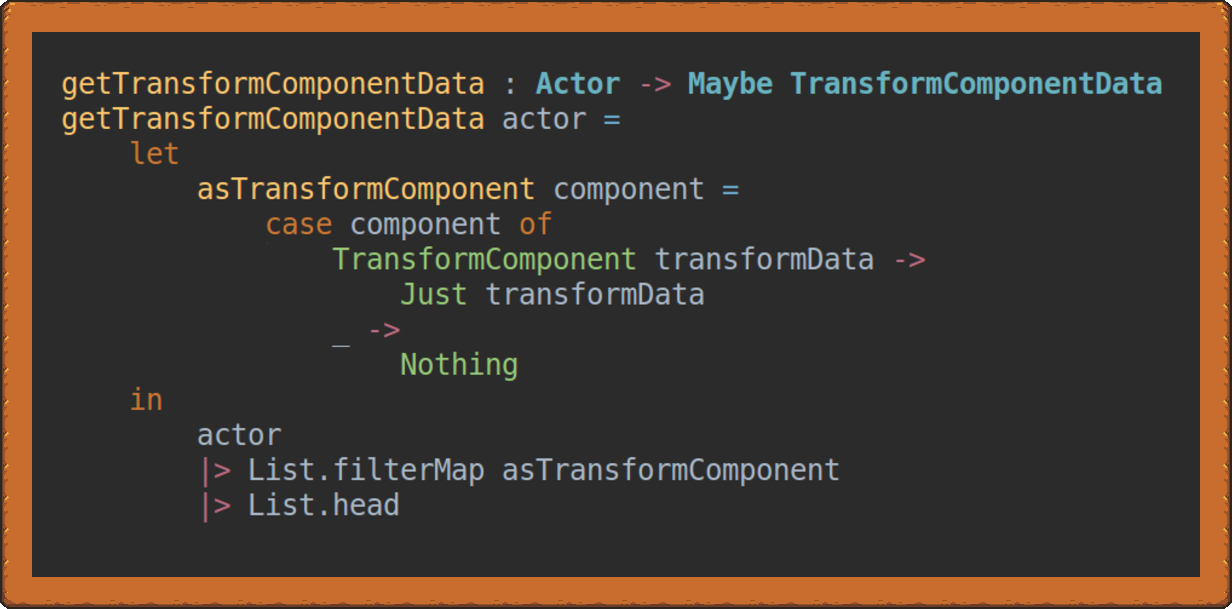 getTransformComponentData : Actor -> Maybe TransformComponentData
getTransformComponentData actor =
    let
        asTransformComponent component =
            case component of
                TransformComponent transformData ->
                    Just transformData
                _ ->
                    Nothing
    in
        actor
        |> List.filterMap asTransformComponent
        |> List.head